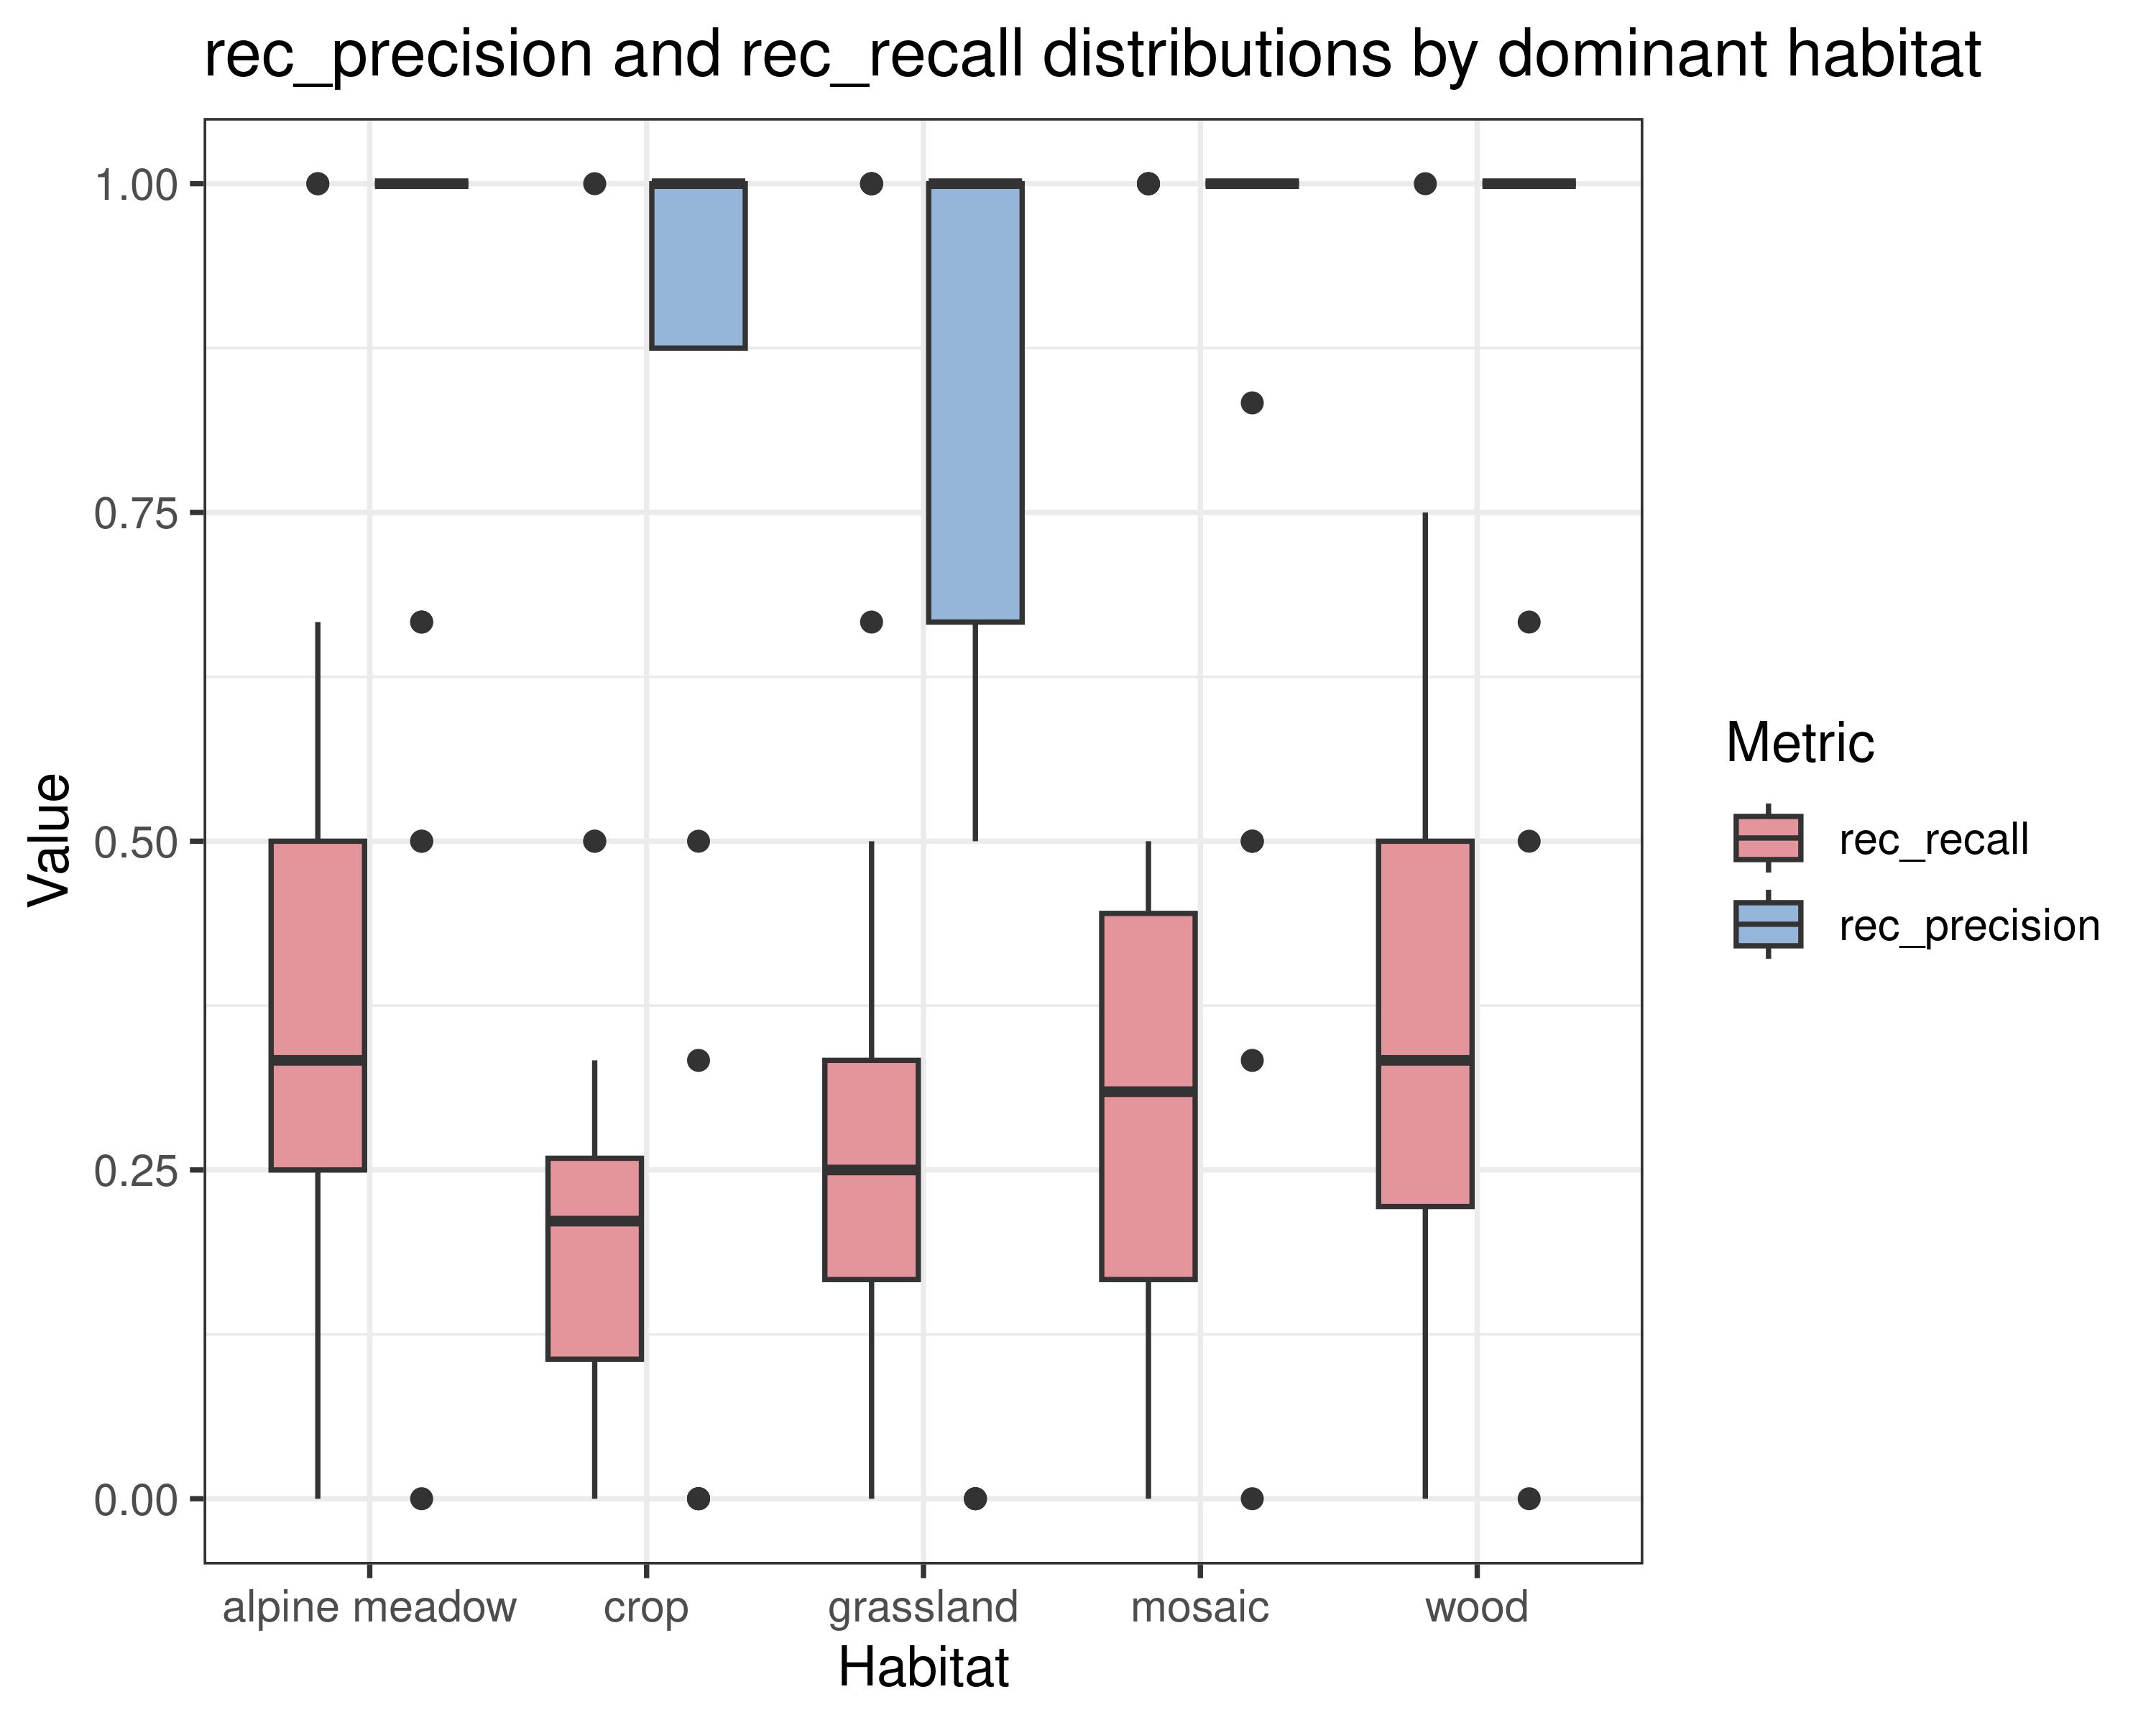 rec_precision and rec_recall distributions by dominant habitat
1.00
0.75
0.50
0.25
0.00
Value
alpine meadow
crop
grassland
mosaic
wood
Habitat
Metric
rec_recall
rec_precision